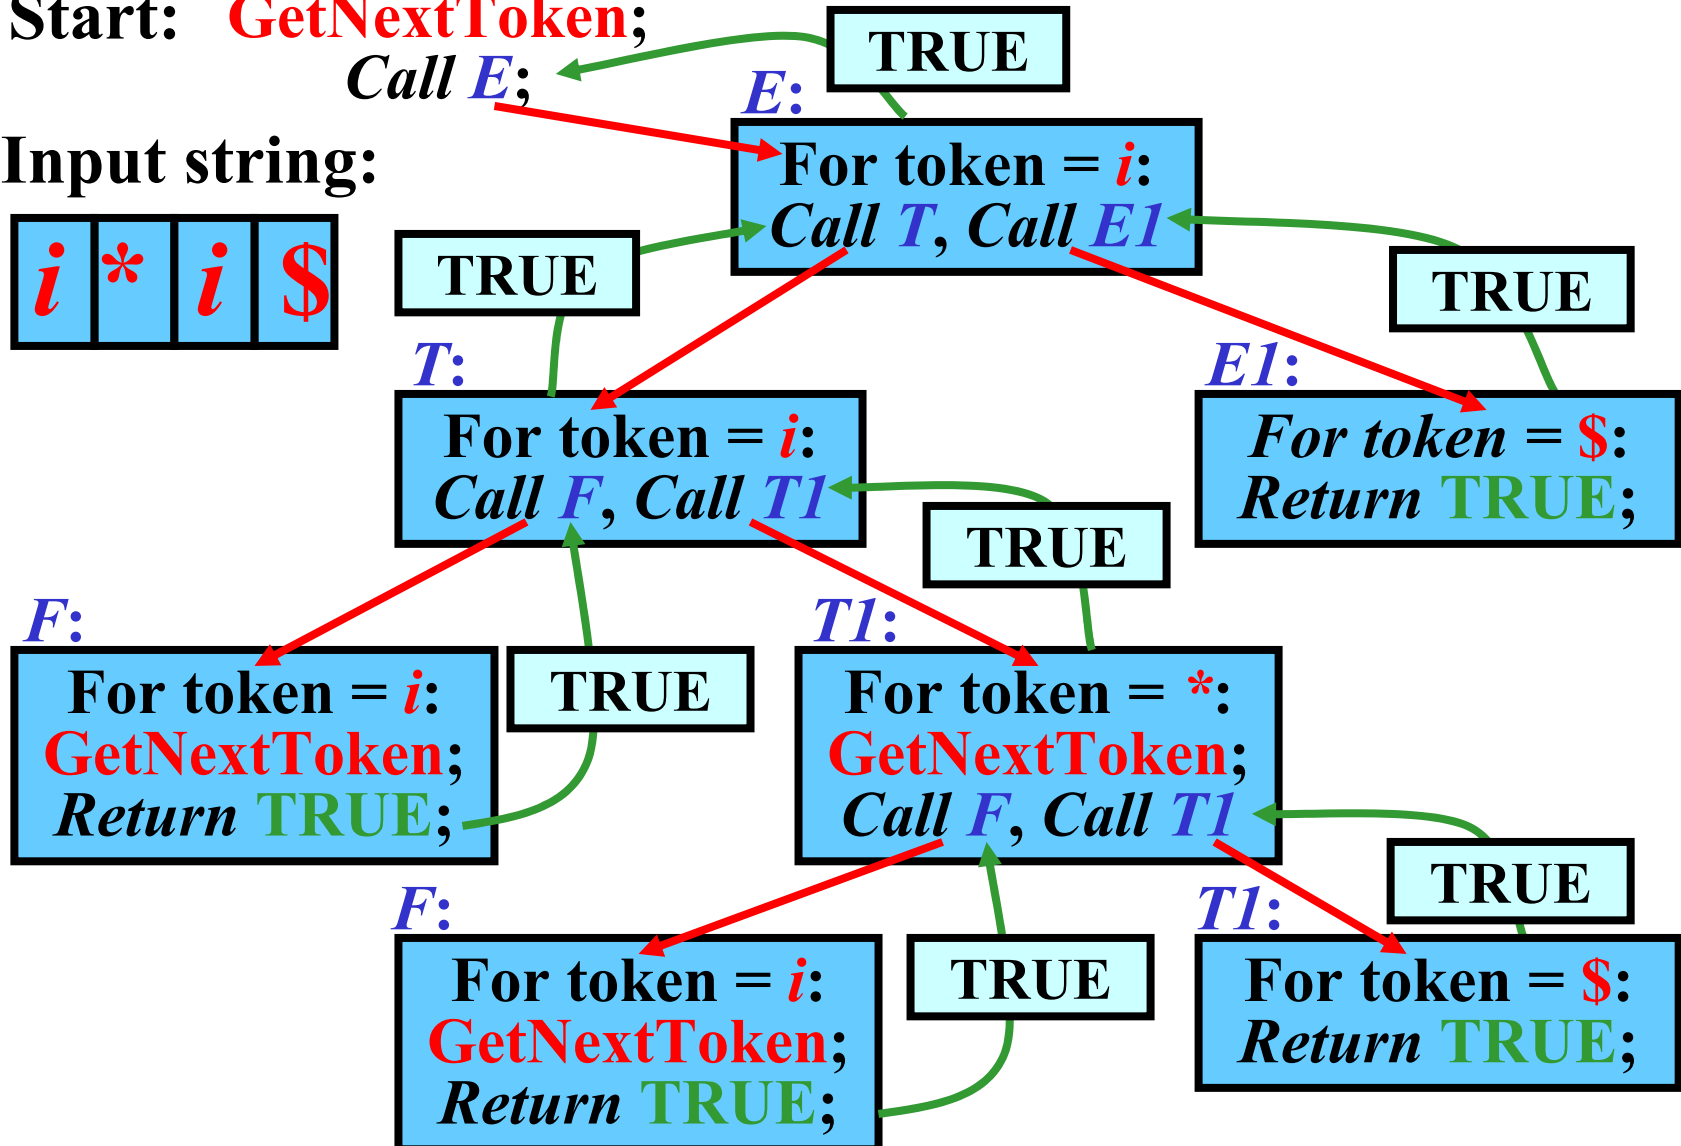 Start: GetNextToken;
Call E;
TRUE
E:
Input string:
For token = i:
Call T, Call E1
i * i $
TRUE
TRUE
T:
E1:
For token = i:
Call F, Call T1
For token = $:
Return TRUE;
TRUE
F:
T1:
For token = i:
GetNextToken;
Return TRUE;
TRUE
For token = *:
GetNextToken;
Call F, Call T1
TRUE
F:
T1:
For token = i:
GetNextToken;
Return TRUE;
TRUE
For token = $:
Return TRUE;